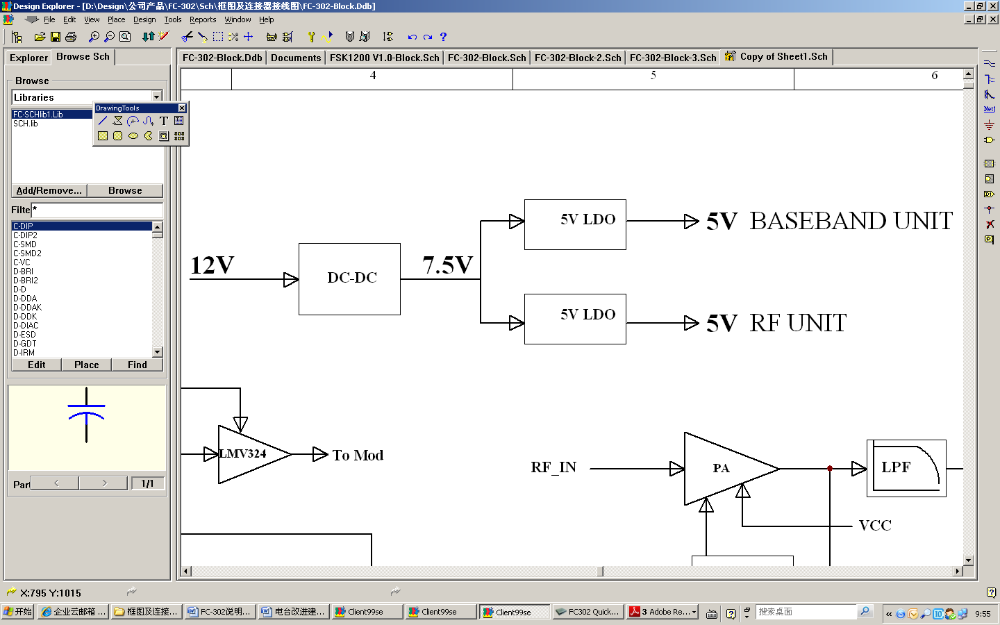 Design Explorer - [D:\Design\公司产品\FC-302\Sch\框图及连接器接线图\FC-302-Block.Ddb]
File Edit View Place Design Tools Reports Window Help
Explorer Browse Sch
FC-302-Block.Ddb Documents FSK1200 V1.0-Block.Sch FC-302-Block.Sch FC-302-Block-2.Sch FC-302-Block-3.Sch Copy of Sheet1.Sch
4 5 6
Browse
Libraries
DrawingTools
FC-SCHlib1.Lib
SCH.lib
T
Net1
D1
P
Add/Remove... Browse
Filte *
C-DIP
C-DIP2
C-SMD
C-SMD2
C-VC
D-BRI
D-BRI2
D-D
D-DDA
D-DDAK
D-DDK
D-DIAC
D-ESD
D-GDT
D-IRM
Edit Place Find
Part < > 1/1
5V LDO 5V BASEBAND UNIT
12V DC-DC 7.5V
5V LDO 5V RF UNIT
LMV324 To Mod
RF_IN PA LPF
VCC
X:795 Y:1015
开始 企业云邮箱 ... 框图及连接... FC-302说明... 电台改进建... Client99se Client99se Client99se FC302 Quick... 3 Adobe Re... 搜索桌面 « 9:55